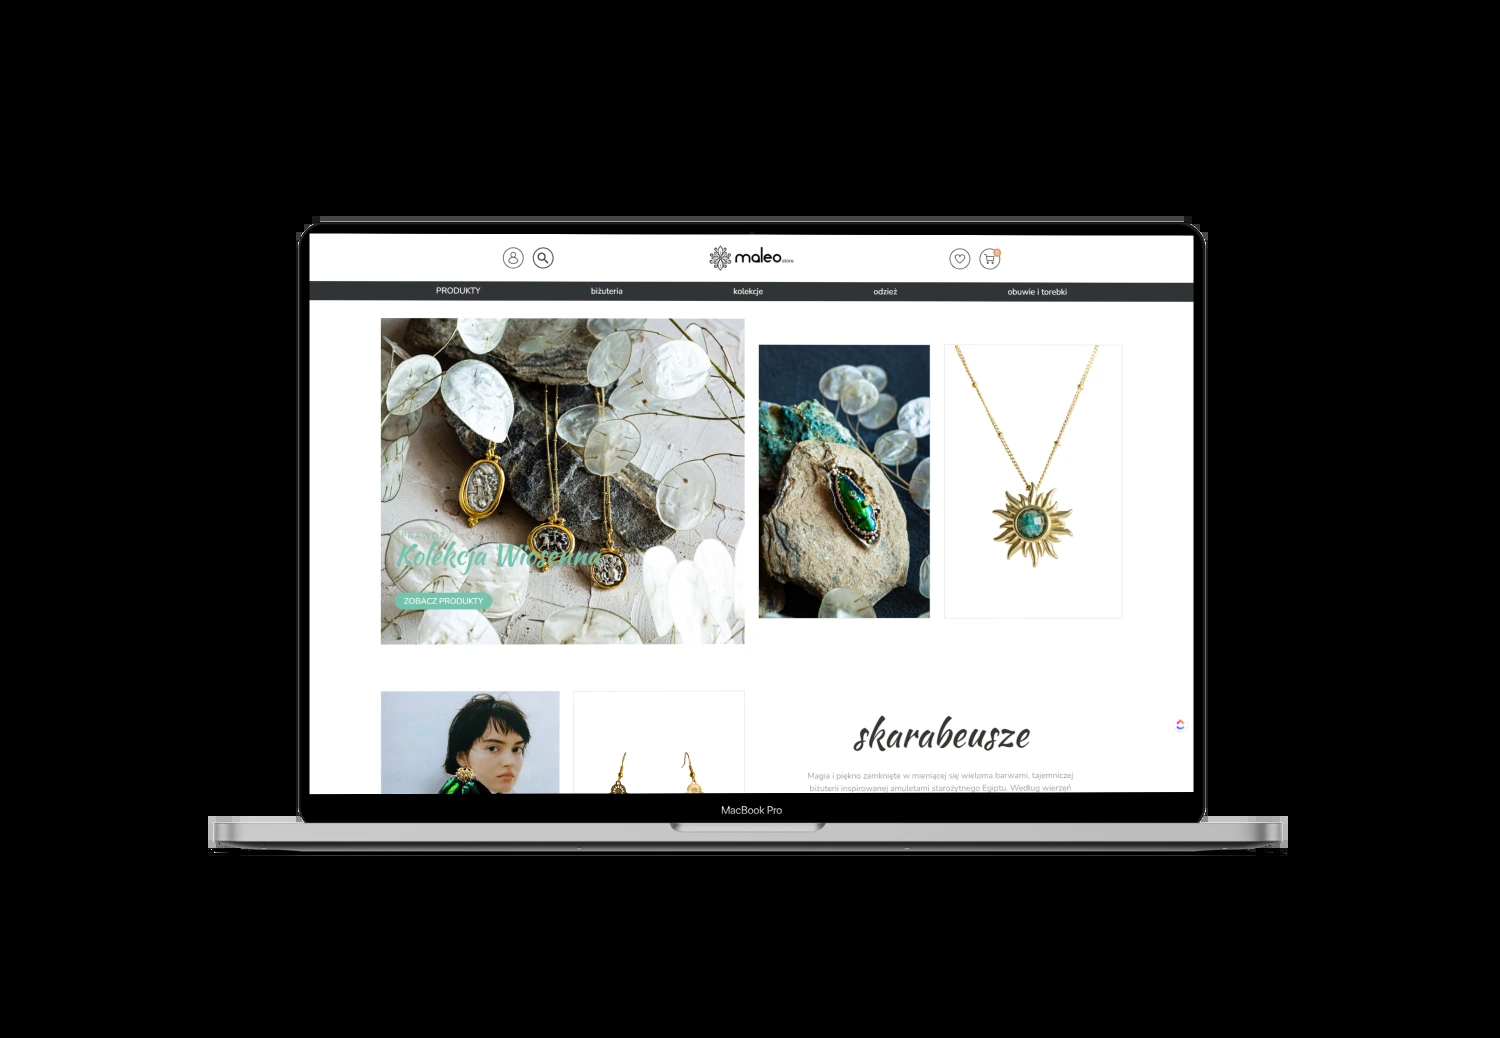 maleo store
0
PRODUKTY
biżuteria
kolekcje
odzież
obuwie i torebki
Kolekcja Wiosenna
ZOBACZ PRODUKTY
skarabeusze
Magia i piękno zamknięte w mieniącej się wieloma barwami, tajemniczej
biżuterii inspirowanej amuletami starożytnego Egiptu. Według wierzeń
MacBook Pro